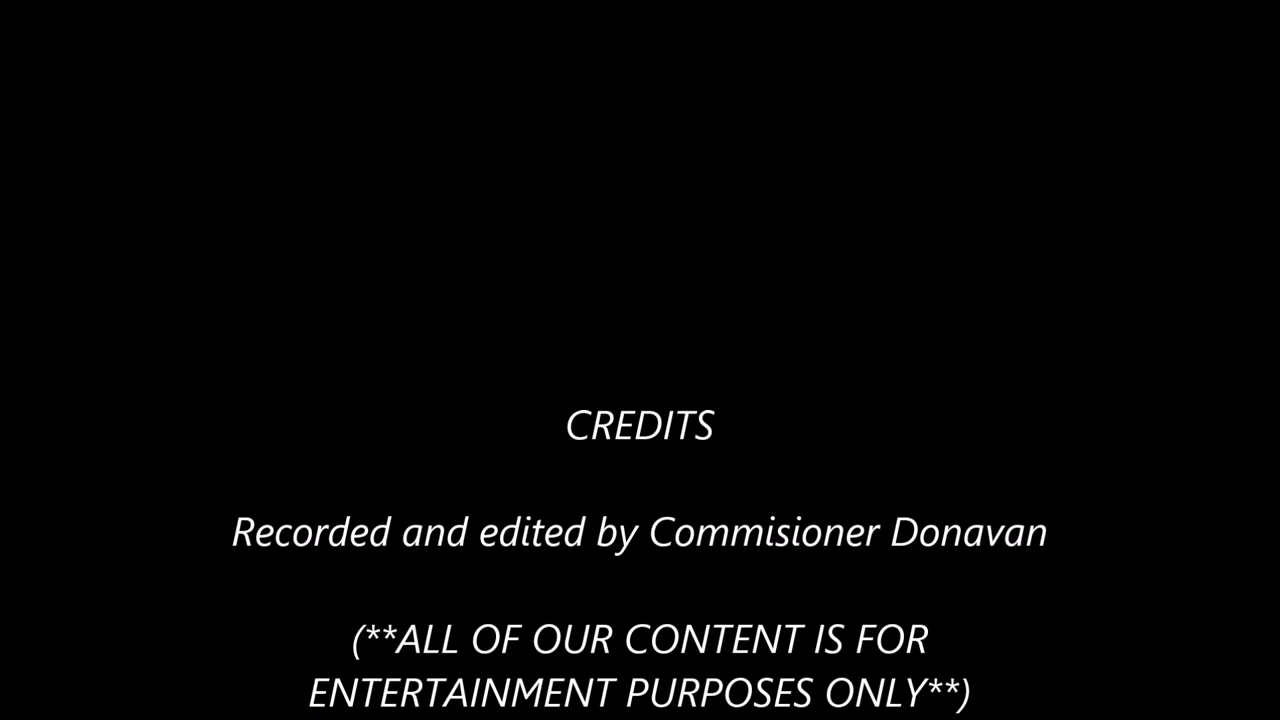 CREDITS
Recorded and edited by Commisioner Donavan
(**ALL OF OUR CONTENT IS FOR
ENTERTAINMENT PURPOSES ONLY**)